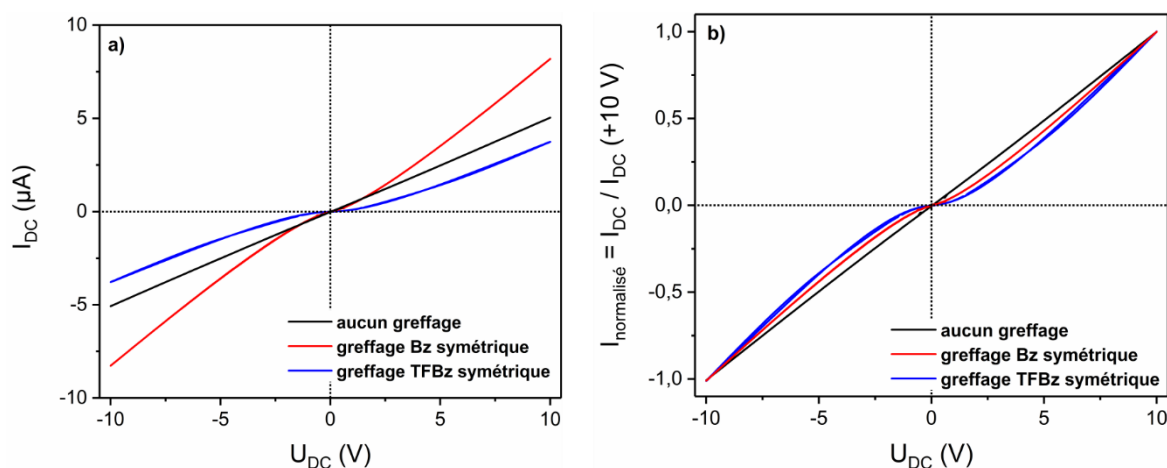 a)
10
5
0
-5
-10
I_DC (µA)
-10 -5 0 5 10
U_DC (V)
aucun greffage
greffage Bz symétrique
greffage TFBz symétrique
b)
1,0
0,5
0,0
-0,5
-1,0
I_normalisé = I_DC / I_DC (+10 V)
-10 -5 0 5 10
U_DC (V)
aucun greffage
greffage Bz symétrique
greffage TFBz symétrique